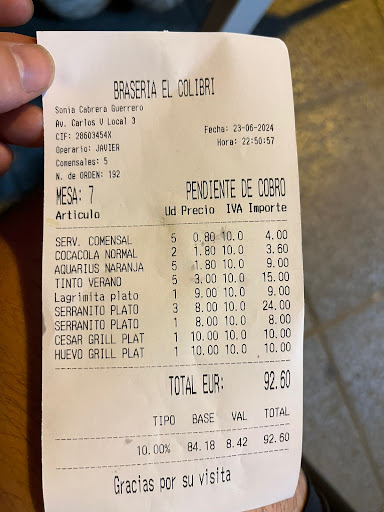 BRASERIA EL COLIBRI
Sonia Cabrera Guerrero
Av. Carlos V Local 3
CIF: 28603454X
Fecha: 23-06-2024
Operario: JAVIER
Hora: 22:50:57
Comensales: 5
N. de ORDEN: 192
MESA: 7 PENDIENTE DE COBRO
Articulo Ud Precio IVA Importe
SERV. COMENSAL 5 0.80 10.0 4.00
COCACOLA NORMAL 2 1.80 10.0 3.60
AQUARIUS NARANJA 5 1.80 10.0 9.00
TINTO VERANO 5 3.00 10.0 15.00
Lagrimita plato 1 9.00 10.0 9.00
SERRANITO PLATO 3 8.00 10.0 24.00
SERRANITO PLATO 1 8.00 10.0 8.00
CESAR GRILL PLAT 1 10.00 10.0 10.00
HUEVO GRILL PLAT 1 10.00 10.0 10.00
TOTAL EUR: 92.60
TIPO BASE VAL TOTAL
10.00% 84.18 8.42 92.60
Gracias por su visita